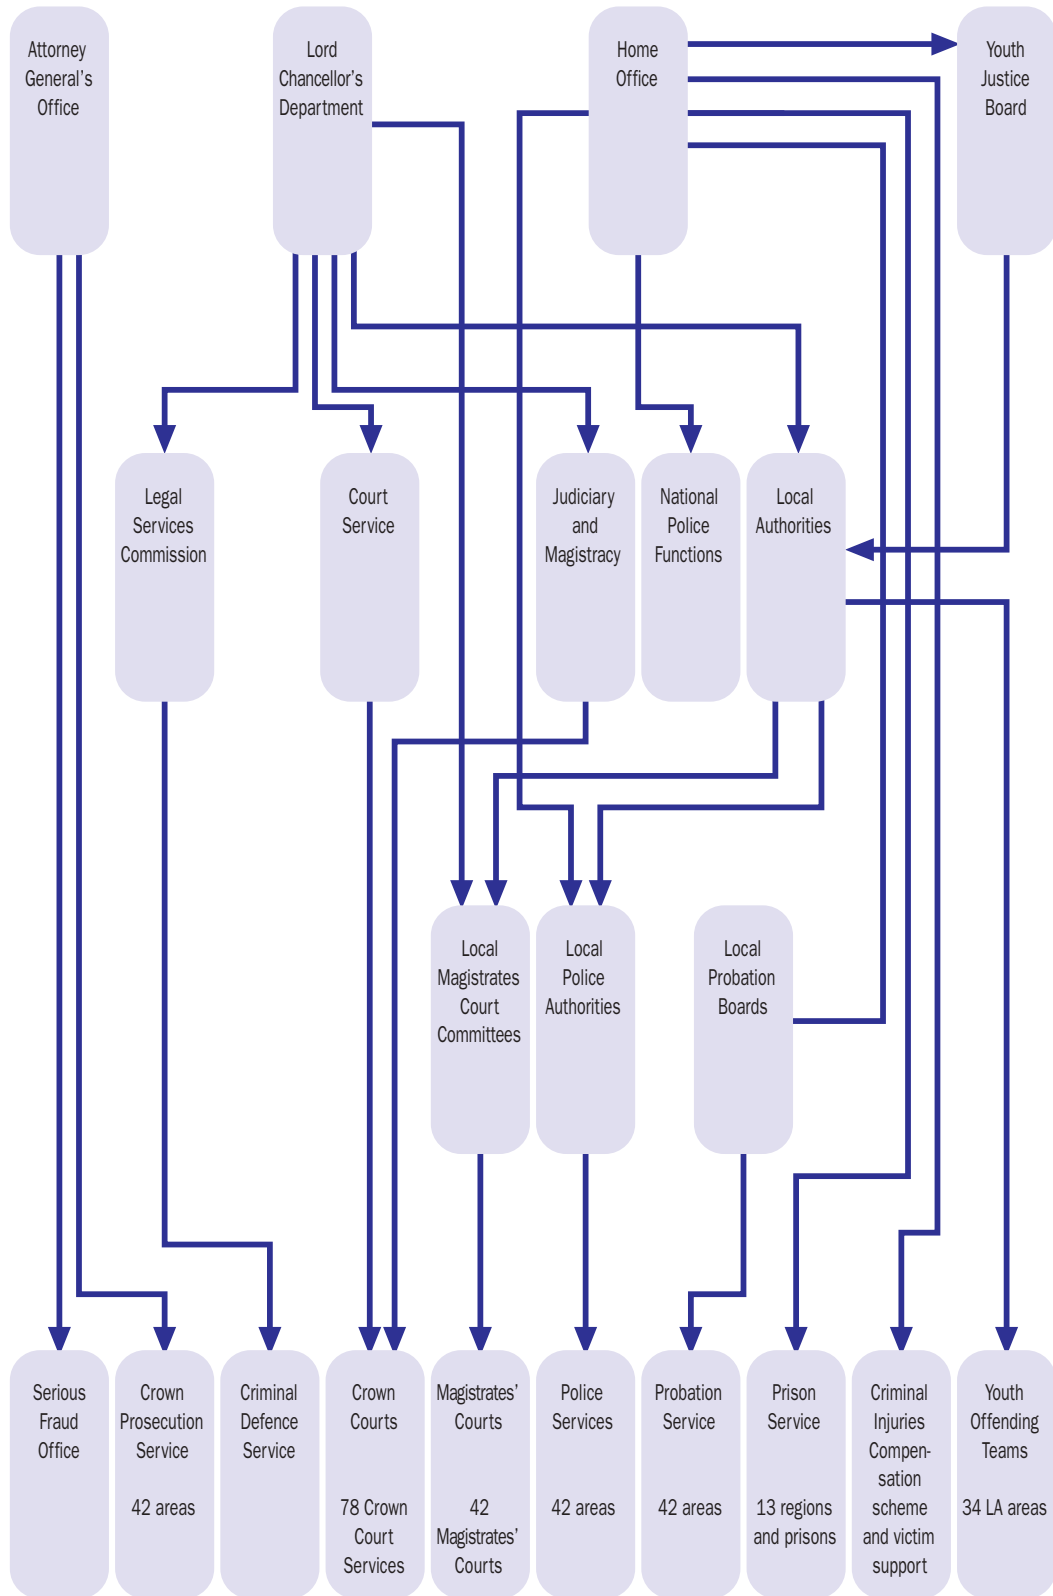 Attorney
General's
Office
Lord
Chancellor's
Department
Home
Office
Youth
Justice
Board
Legal
Services
Commission
Court
Service
Judiciary
and
Magistracy
National
Police
Functions
Local
Authorities
Local
Magistrates
Court
Committees
Local
Police
Authorities
Local
Probation
Boards
Serious
Fraud
Office
Crown
Prosecution
Service
42 areas
Criminal
Defence
Service
Crown
Courts
78 Crown
Court
Services
Magistrates'
Courts
42
Magistrates'
Courts
Police
Services
42 areas
Probation
Service
42 areas
Prison
Service
13 regions
and prisons
Criminal
Injuries
Compen-
sation
scheme
and victim
support
Youth
Offending
Teams
34 LA areas